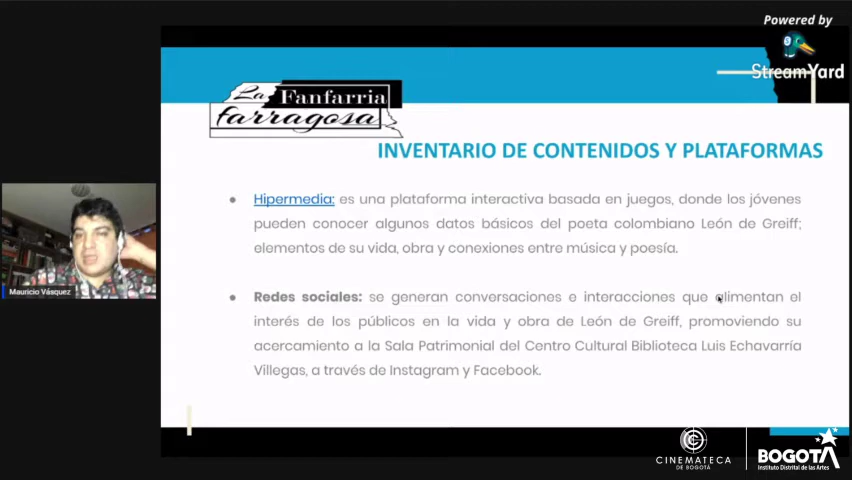 Powered by
StreamYard
La Fanfarria
farragosa
INVENTARIO DE CONTENIDOS Y PLATAFORMAS
● Hipermedia: es una plataforma interactiva basada en juegos, donde los jóvenes
pueden conocer algunos datos básicos del poeta colombiano León de Greiff;
elementos de su vida, obra y conexiones entre música y poesía.
● Redes sociales: se generan conversaciones e interacciones que alimentan el
interés de los públicos en la vida y obra de León de Greiff, promoviendo su
acercamiento a la Sala Patrimonial del Centro Cultural Biblioteca Luis Echavarría
Villegas, a través de Instagram y Facebook.
Mauricio Vásquez
CINEMATECA
DE BOGOTÁ
BOGOTÁ
Instituto Distrital de las Artes